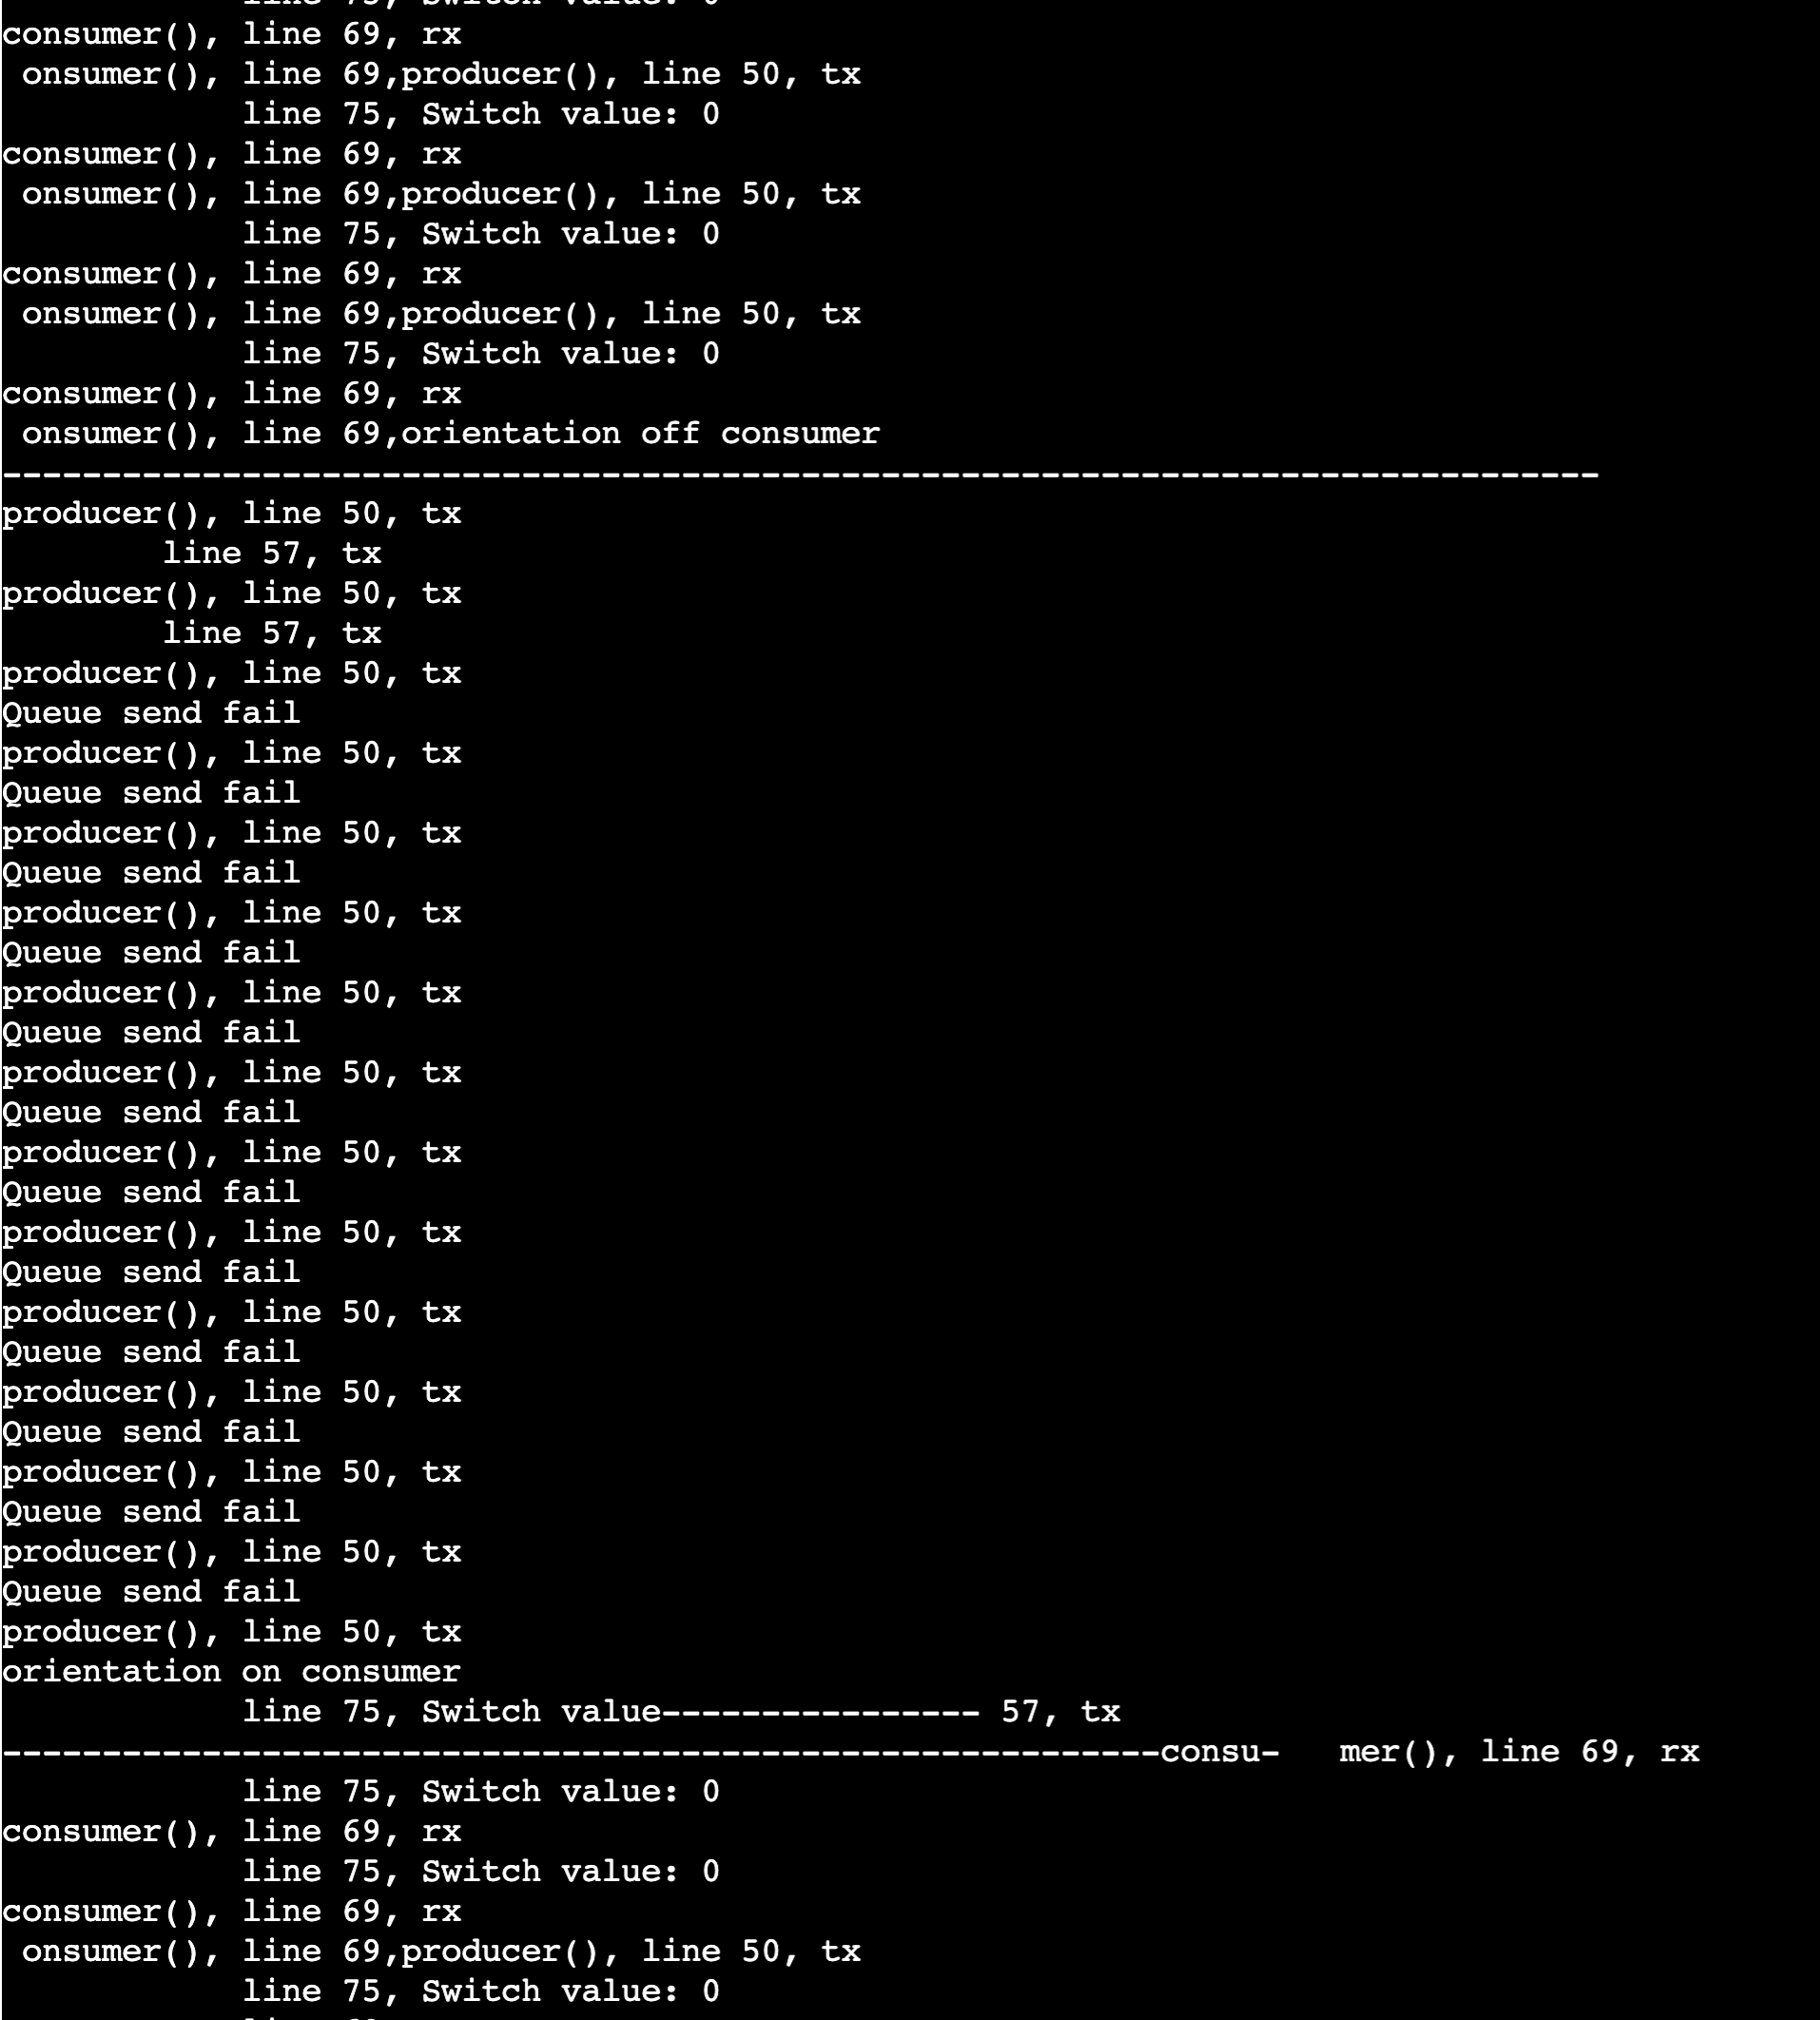 line 75, Switch value: 0
consumer(), line 69, rx
onsumer(), line 69,producer(), line 50, tx
line 75, Switch value: 0
consumer(), line 69, rx
onsumer(), line 69,producer(), line 50, tx
line 75, Switch value: 0
consumer(), line 69, rx
onsumer(), line 69,producer(), line 50, tx
line 75, Switch value: 0
consumer(), line 69, rx
onsumer(), line 69,orientation off consumer
--------------------------------------------------------------------------------
producer(), line 50, tx
line 57, tx
producer(), line 50, tx
line 57, tx
producer(), line 50, tx
Queue send fail
producer(), line 50, tx
Queue send fail
producer(), line 50, tx
Queue send fail
producer(), line 50, tx
Queue send fail
producer(), line 50, tx
Queue send fail
producer(), line 50, tx
Queue send fail
producer(), line 50, tx
Queue send fail
producer(), line 50, tx
Queue send fail
producer(), line 50, tx
Queue send fail
producer(), line 50, tx
Queue send fail
producer(), line 50, tx
Queue send fail
producer(), line 50, tx
Queue send fail
producer(), line 50, tx
orientation on consumer
line 75, Switch value---------------- 57, tx
----------------------------------------------------------consu-   mer(), line 69, rx
line 75, Switch value: 0
consumer(), line 69, rx
line 75, Switch value: 0
consumer(), line 69, rx
onsumer(), line 69,producer(), line 50, tx
line 75, Switch value: 0